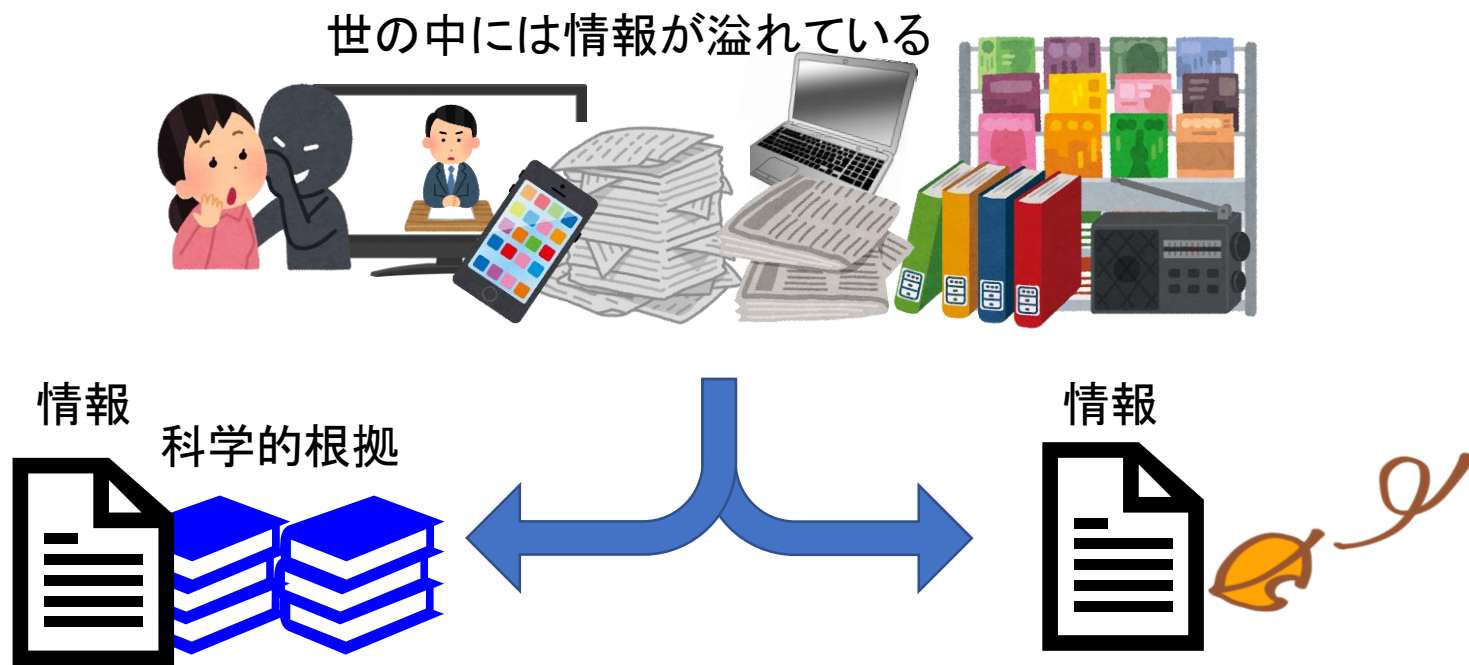 世の中には情報が溢れている
情報
科学的根拠
情報